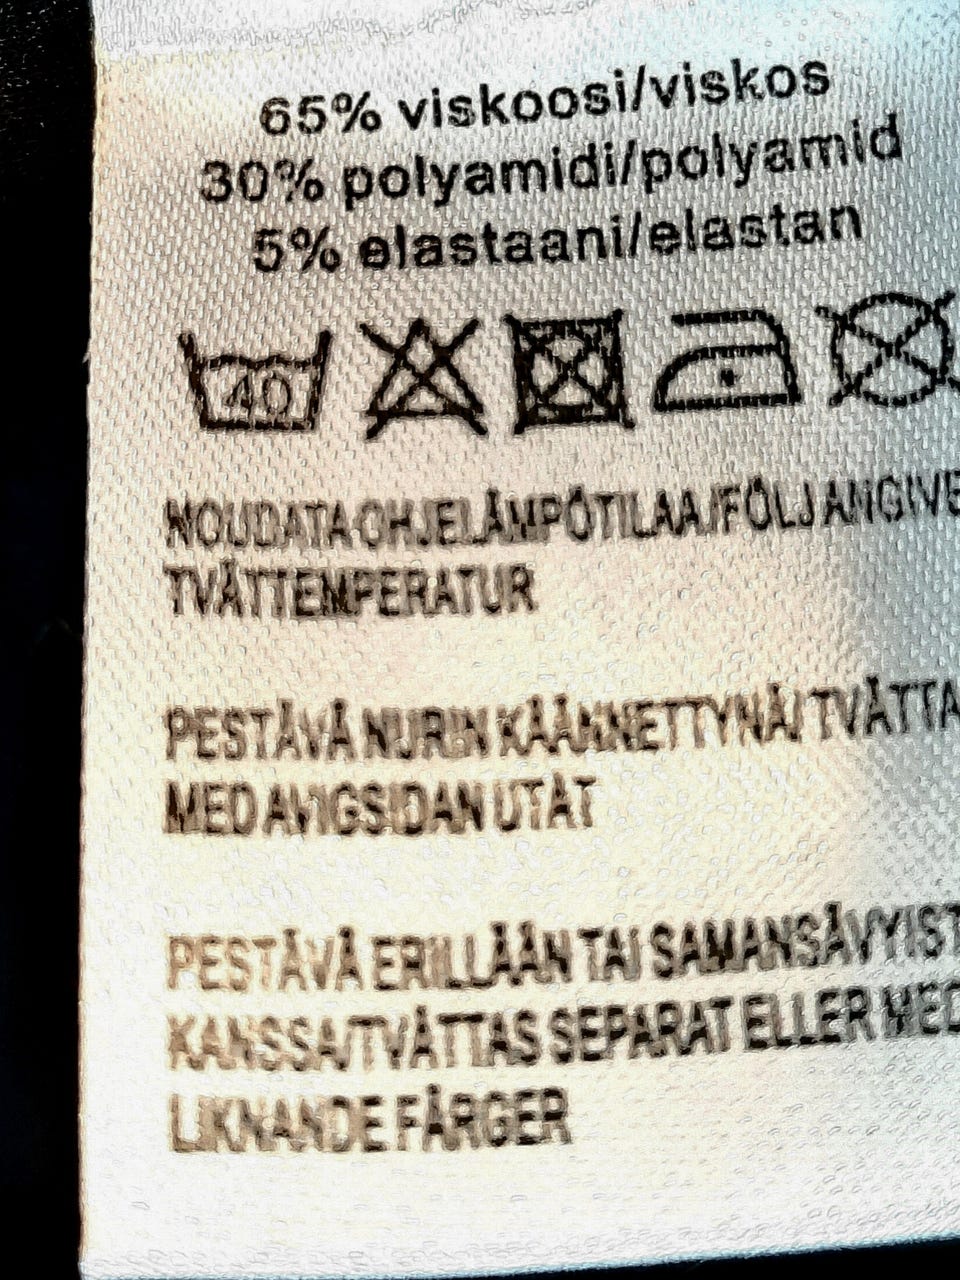 65% viskoosi/viskos
30% polyamidi/polyamid
5% elastaani/elastan
40
NOUDATA OHJELÄMPÖTILAA/FÖLJ ANGIVE
TVÄTTEMPERATUR
PESTÄVÄ NURIN KÄÄNNETTYNÄ/TVÄTTA
MED AVIGSIDAN UTÅT
PESTÄVÄ ERILLÄÄN TAI SAMANSÄVYIST
KANSSA/TVÄTTAS SEPARAT ELLER MED
LIKNANDE FÄRGER